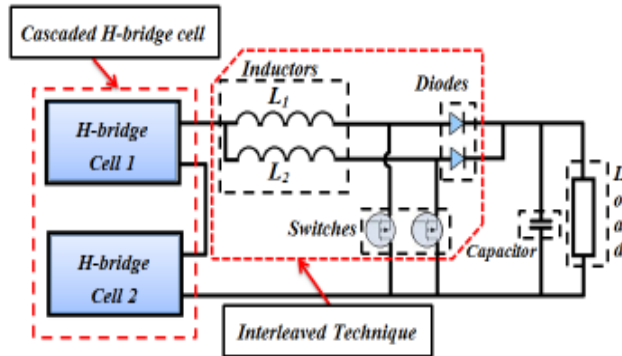 Cascaded H-bridge cell
Inductors
L1
L2
Diodes
H-bridge
Cell 1
H-bridge
Cell 2
Switches
Capacitor
L
o
a
d
Interleaved Technique